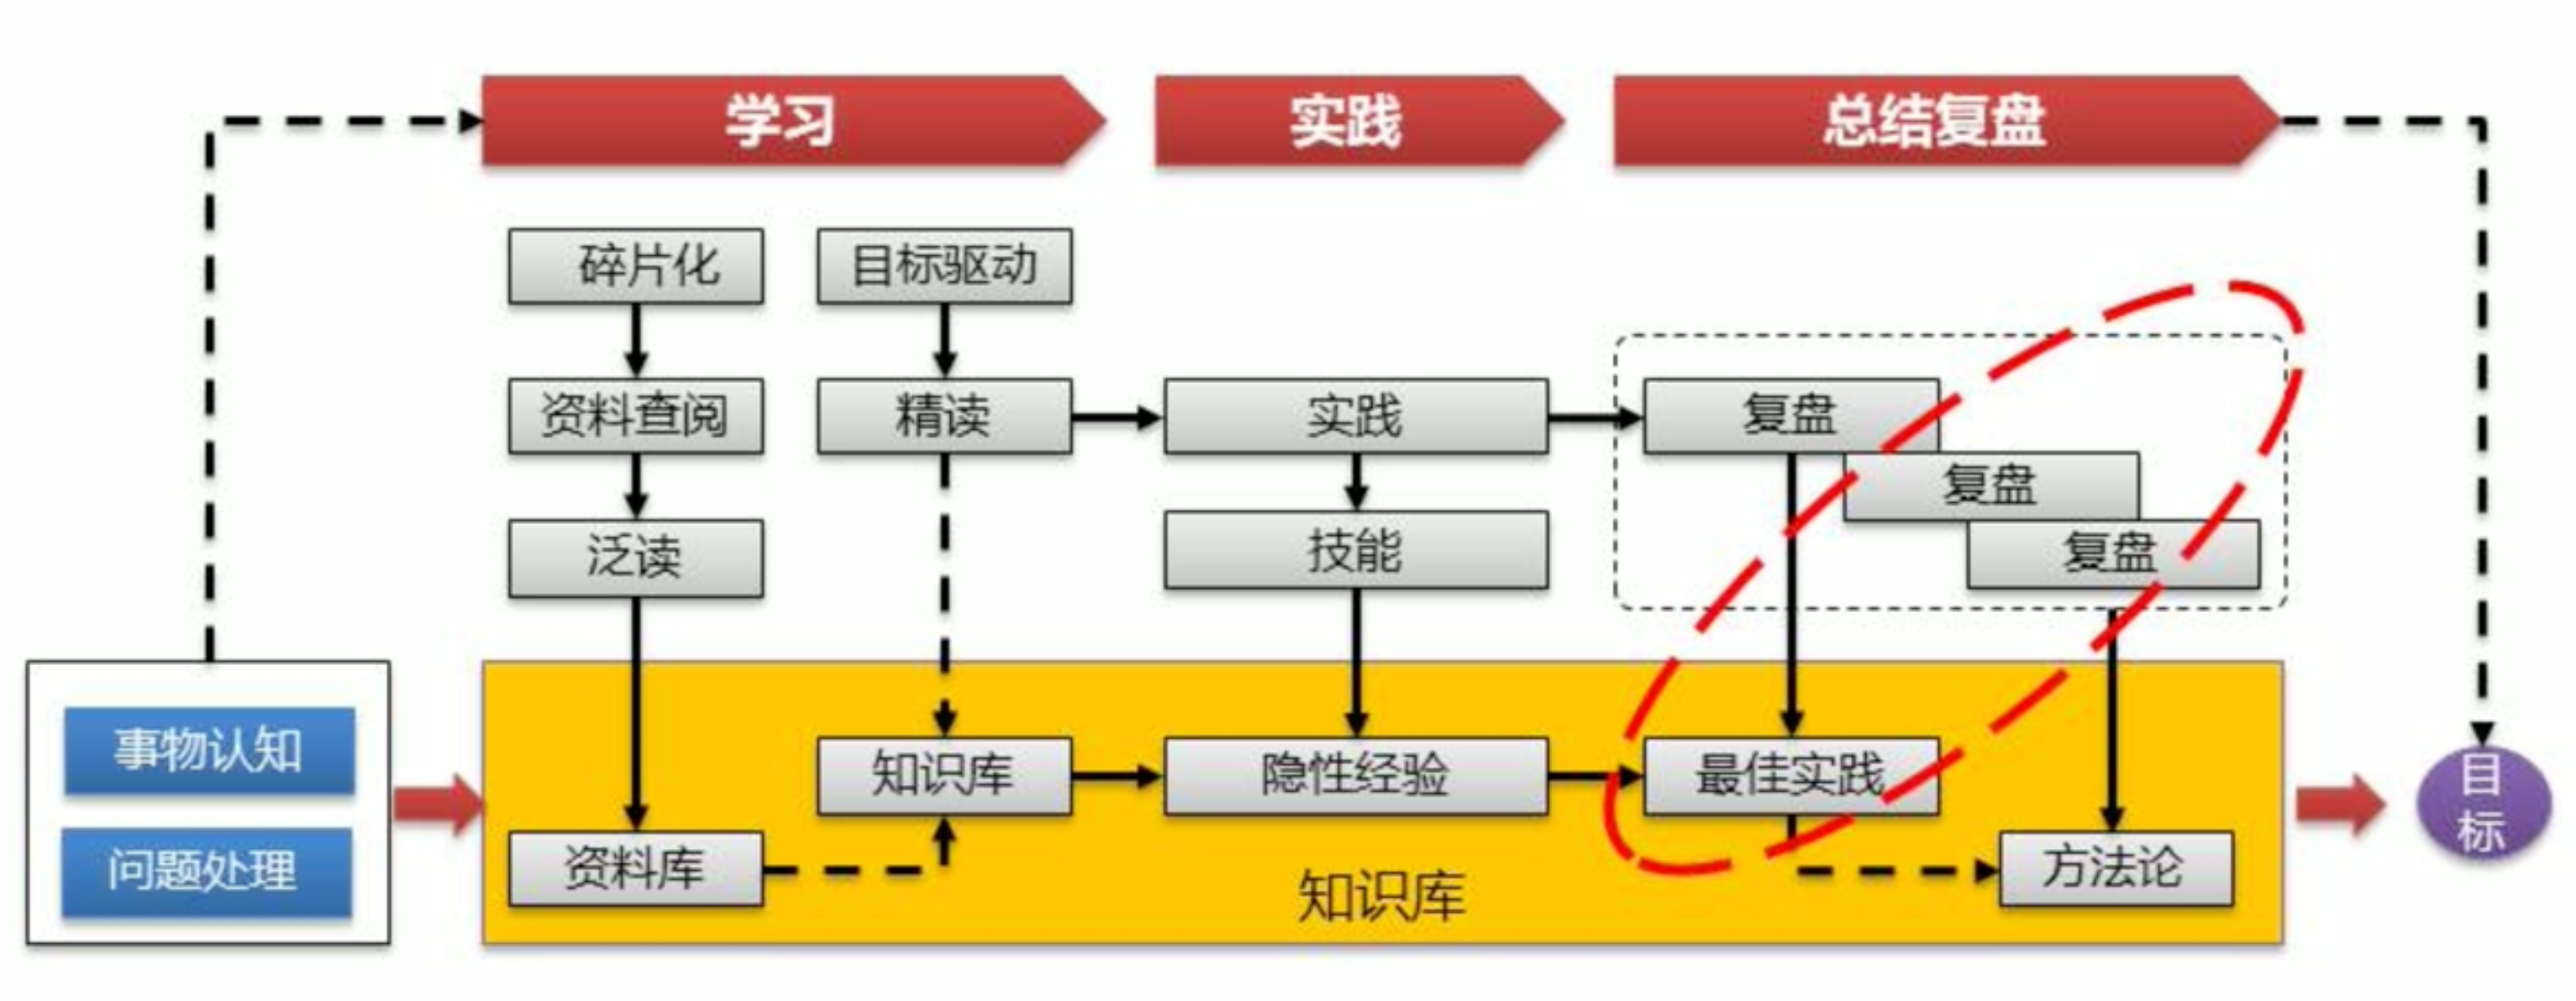 学习
实践
总结复盘
碎片化
目标驱动
资料查阅
精读
实践
复盘
复盘
泛读
技能
复盘
事物认知
问题处理
知识库
隐性经验
最佳实践
资料库
方法论
知识库
目
标